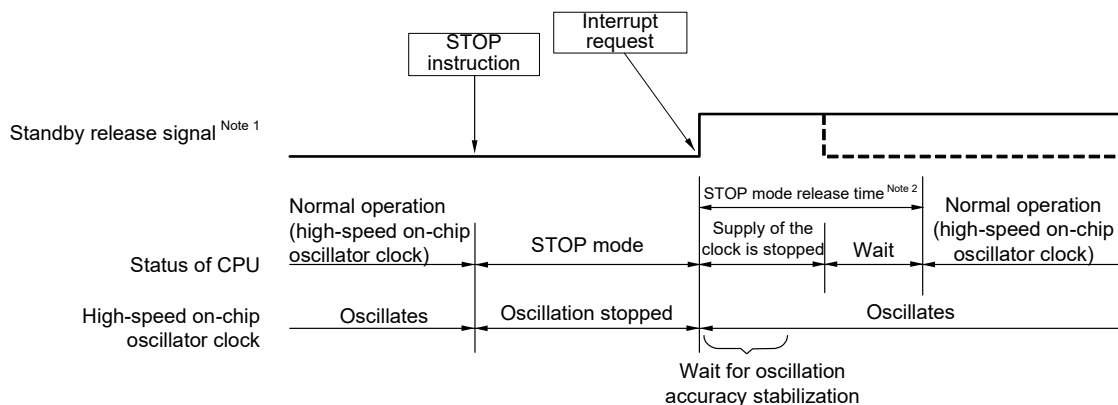 Interrupt
request
STOP
instruction
Standby release signal Note 1
STOP mode release time Note 2
Normal operation
(high-speed on-chip
oscillator clock)
STOP mode
Supply of the
clock is stopped
Wait
Normal operation
(high-speed on-chip
oscillator clock)
Status of CPU
High-speed on-chip
oscillator clock
Oscillates
Oscillation stopped
Oscillates
Wait for oscillation
accuracy stabilization